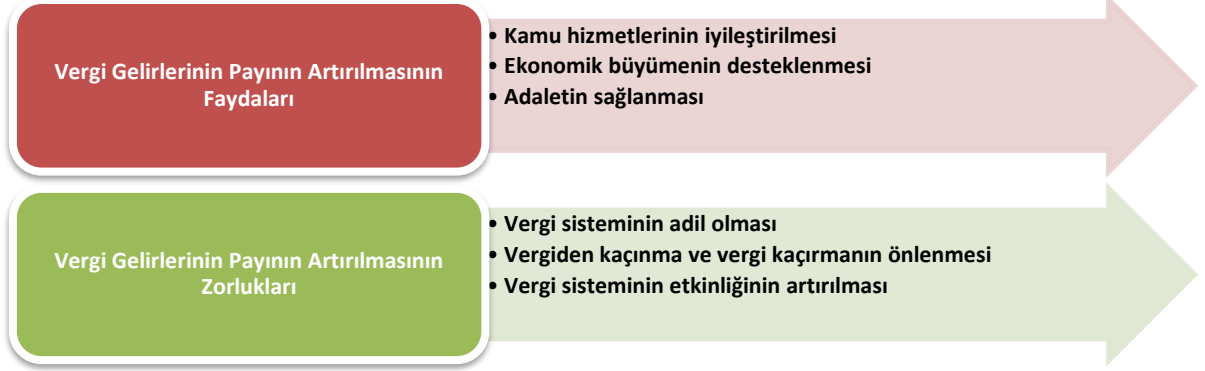 Vergi Gelirlerinin Payının Artırılmasının
Faydaları
• Kamu hizmetlerinin iyileştirilmesi
• Ekonomik büyümenin desteklenmesi
• Adaletin sağlanması
Vergi Gelirlerinin Payının Artırılmasının
Zorlukları
• Vergi sisteminin adil olması
• Vergiden kaçınma ve vergi kaçırmanın önlenmesi
• Vergi sisteminin etkinliğinin artırılması